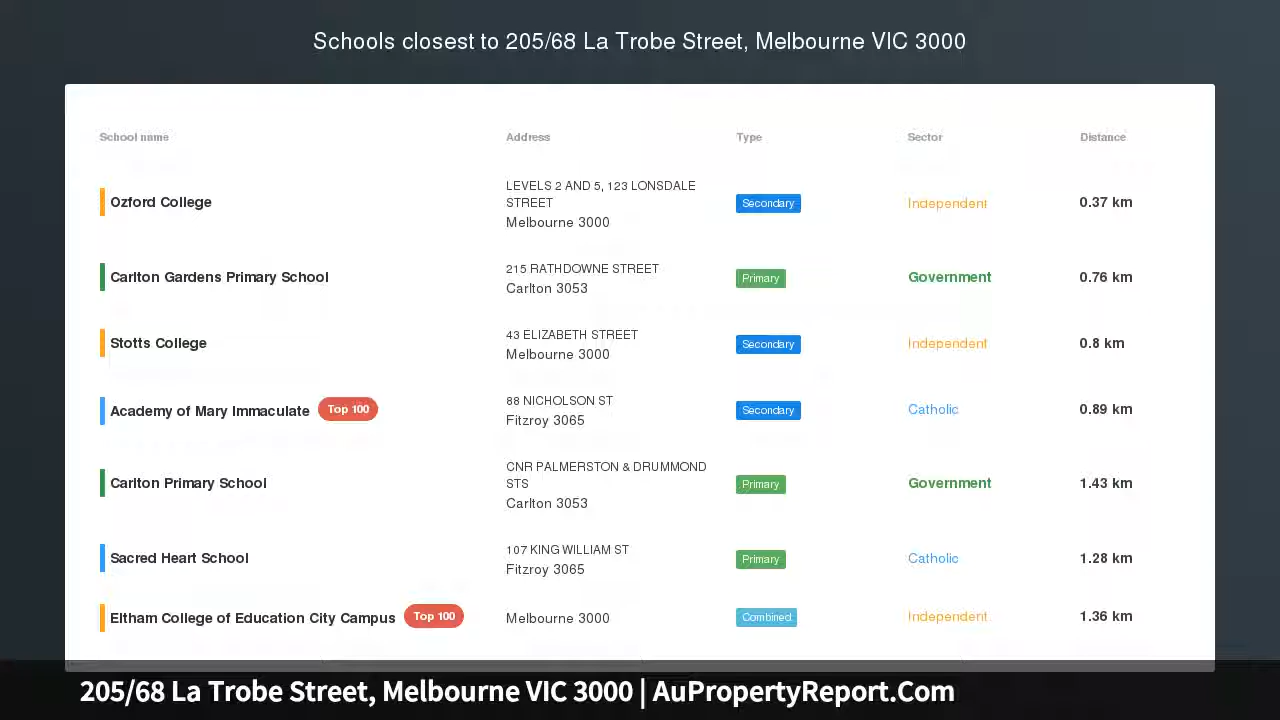 Schools closest to 205/68 La Trobe Street, Melbourne VIC 3000
School name Address Type Sector Distance
Ozford College LEVELS 2 AND 5, 123 LONSDALE STREET Melbourne 3000 Secondary Independent 0.37 km
Carlton Gardens Primary School 215 RATHDOWNE STREET Carlton 3053 Primary Government 0.76 km
Stotts College 43 ELIZABETH STREET Melbourne 3000 Secondary Independent 0.8 km
Academy of Mary Immaculate Top 100 88 NICHOLSON ST Fitzroy 3065 Secondary Catholic 0.89 km
Carlton Primary School CNR PALMERSTON & DRUMMOND STS Carlton 3053 Primary Government 1.43 km
Sacred Heart School 107 KING WILLIAM ST Fitzroy 3065 Primary Catholic 1.28 km
Eltham College of Education City Campus Top 100 Melbourne 3000 Combined Independent 1.36 km
205/68 La Trobe Street, Melbourne VIC 3000 | AuPropertyReport.Com